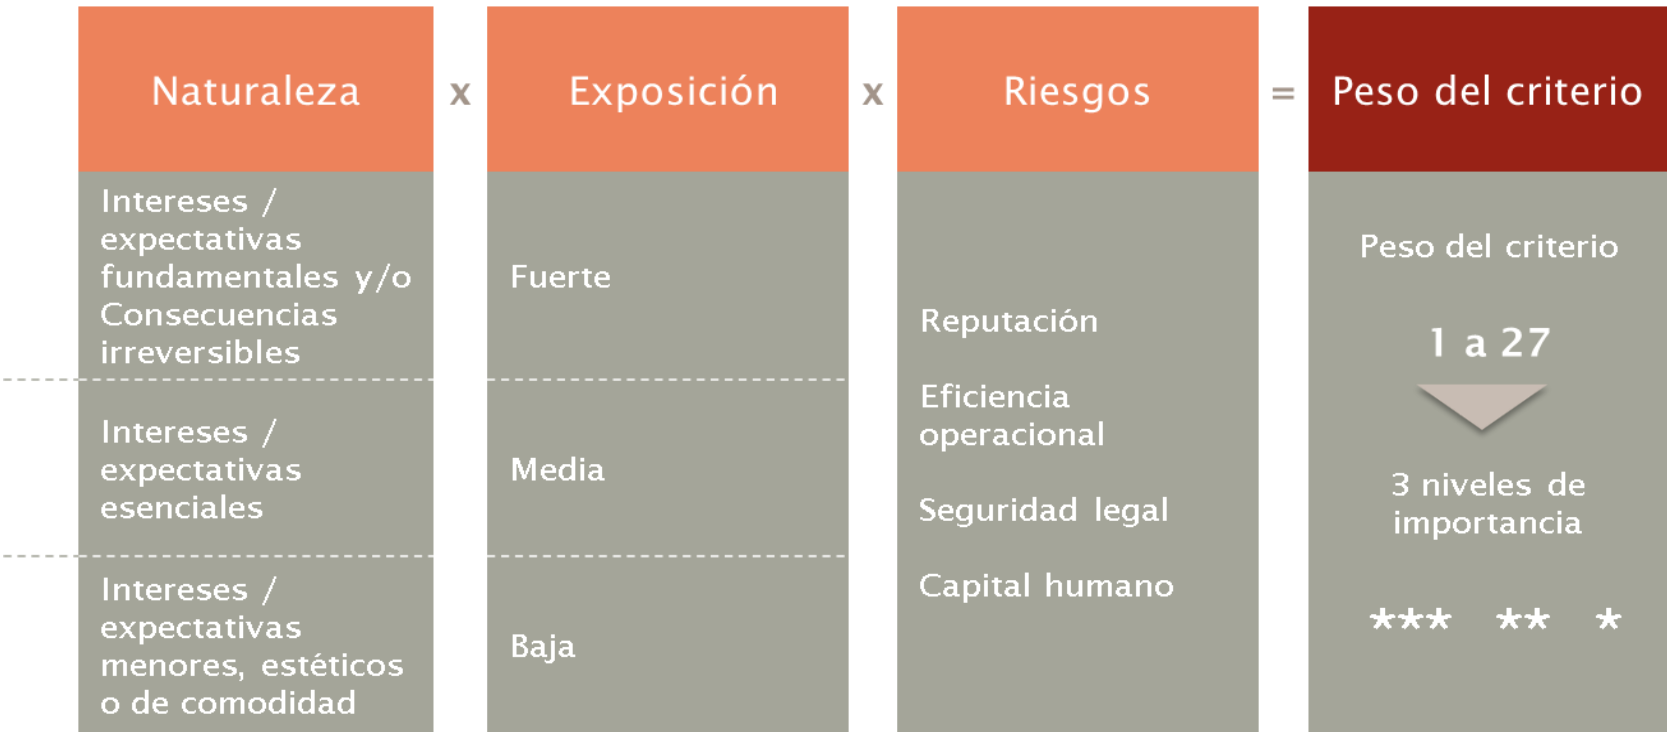 Naturaleza x Exposición x Riesgos = Peso del criterio
Intereses /
expectativas
fundamentales y/o
Consecuencias
irreversibles
Intereses /
expectativas
esenciales
Intereses /
expectativas
menores, estéticos
o de comodidad
Fuerte
Media
Baja
Reputación
Eficiencia
operacional
Seguridad legal
Capital humano
Peso del criterio
1 a 27
3 niveles de
importancia
*** ** *